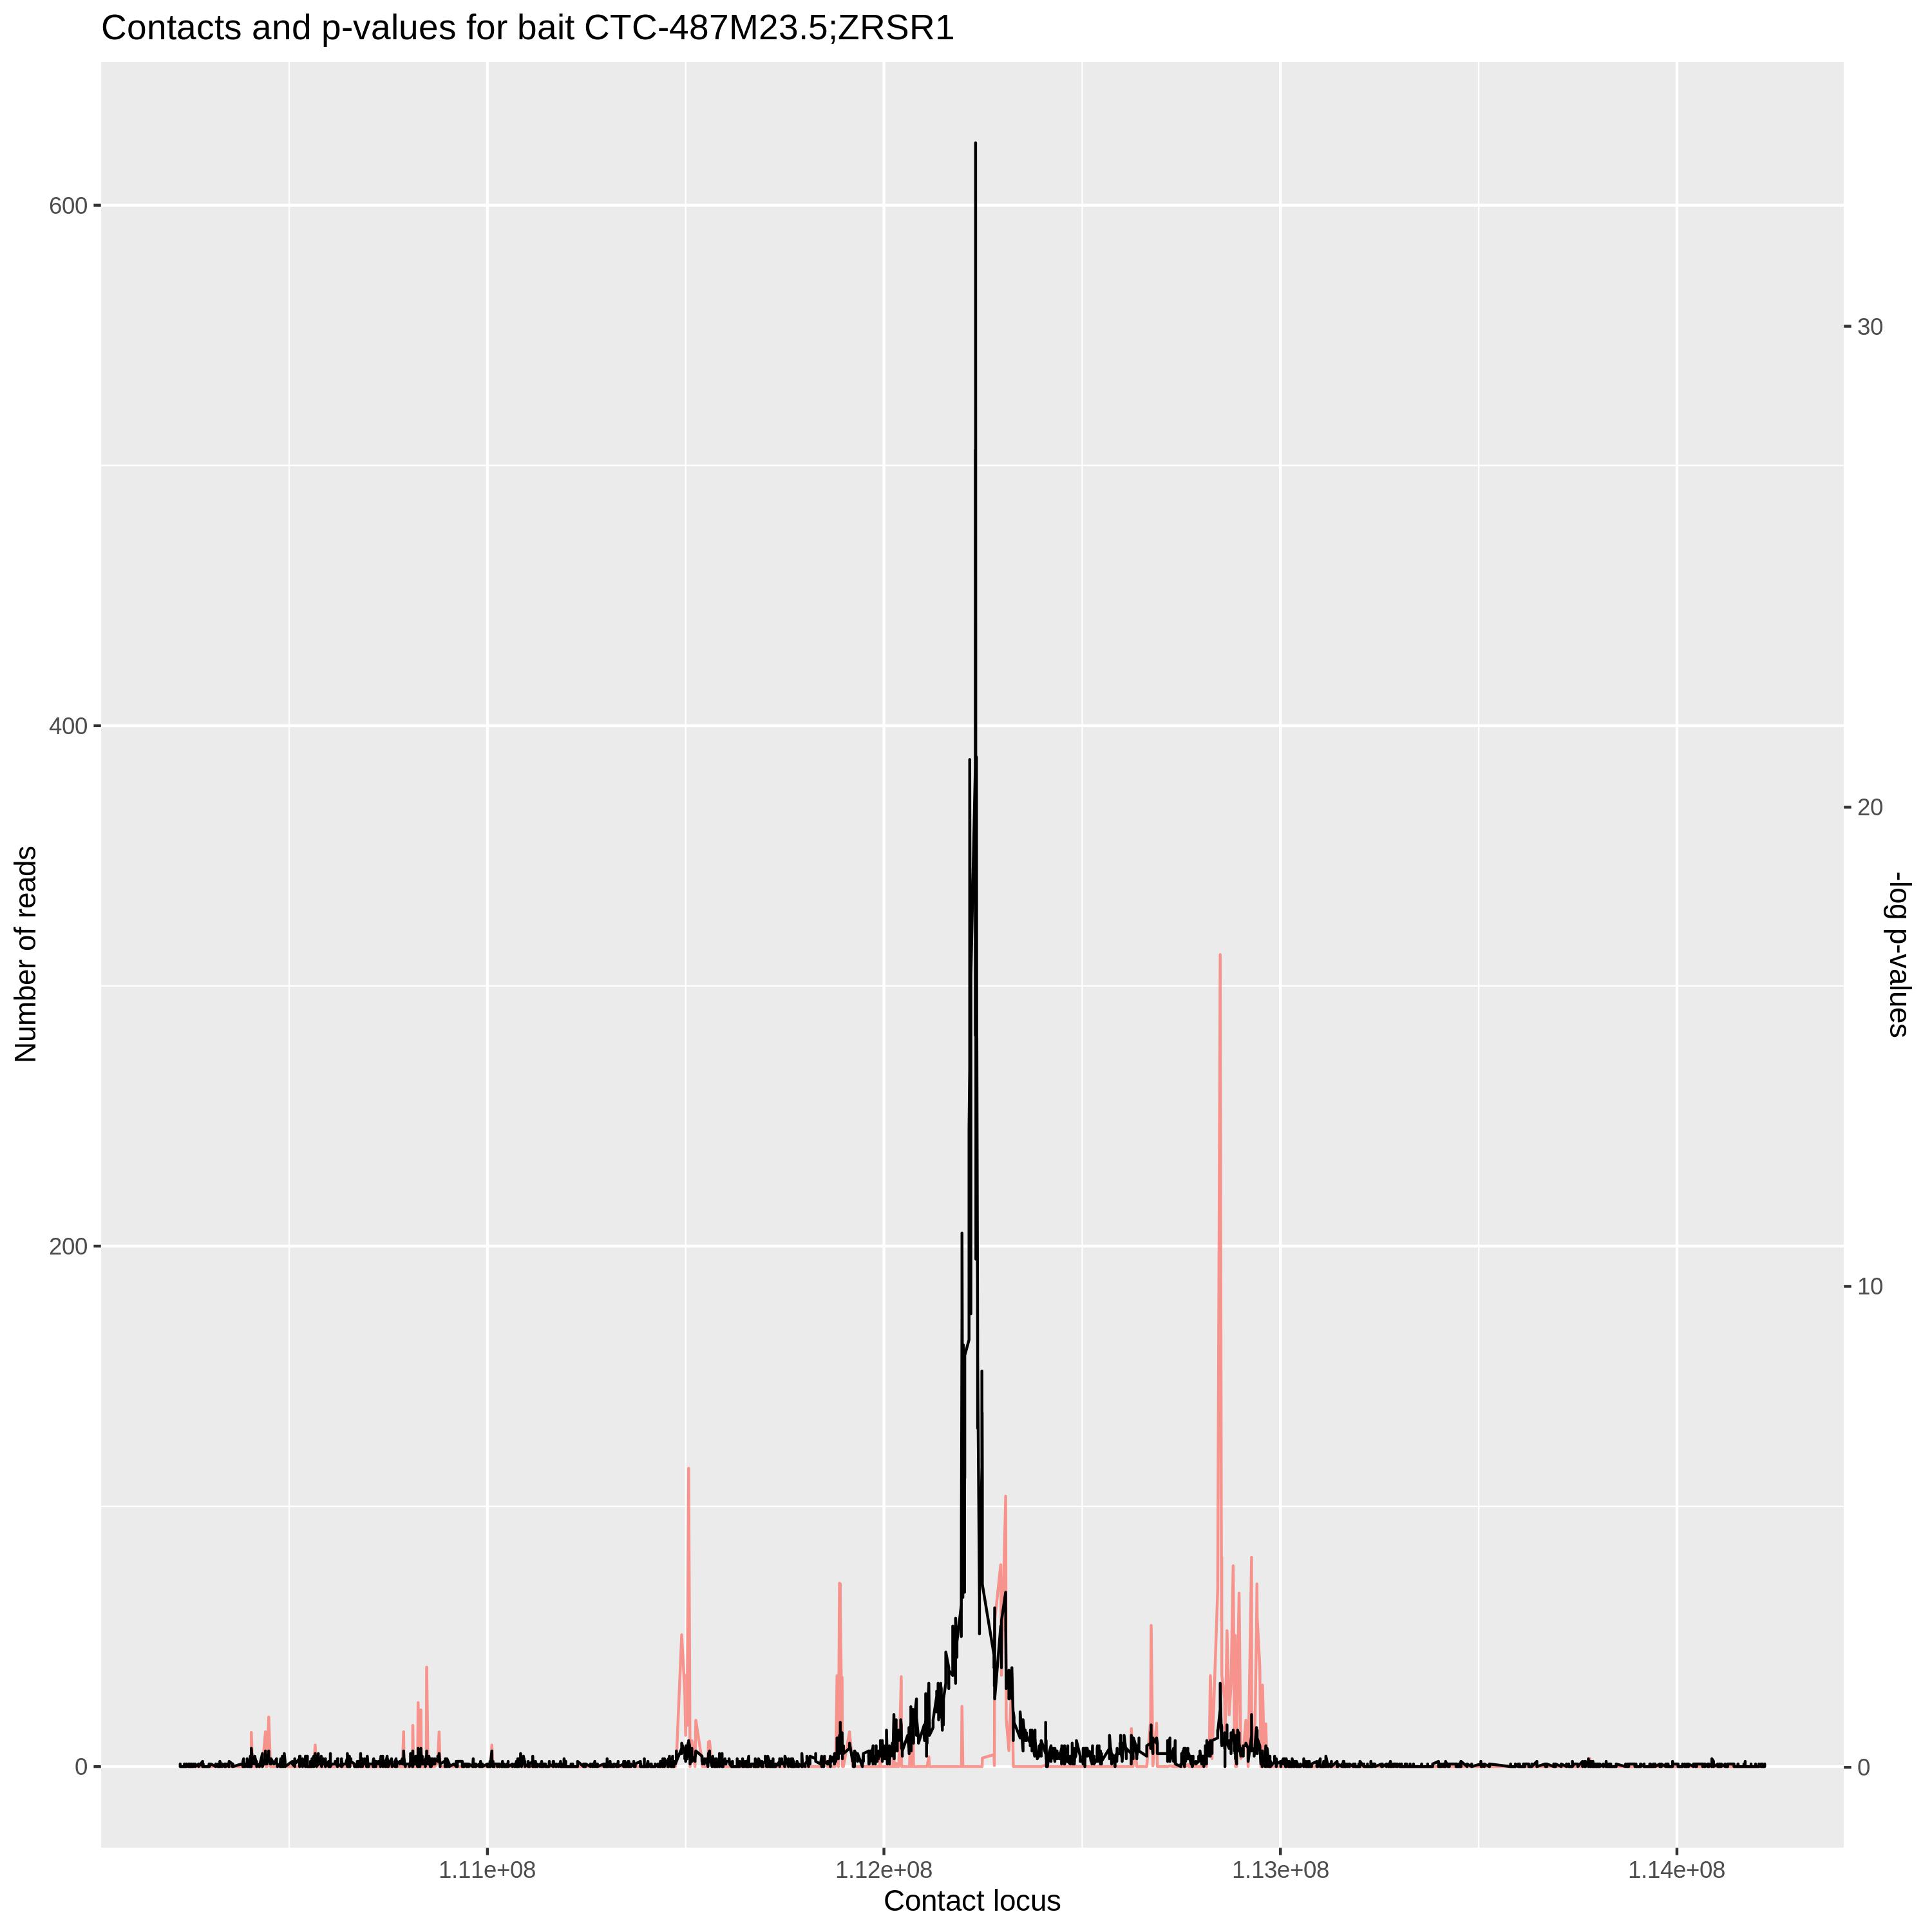 Contacts and p-values for bait CTC-487M23.5;ZRSR1
600
400
200
0
Number of reads
30
20
10
0
-log p-values
1.11e+08
1.12e+08
1.13e+08
1.14e+08
Contact locus